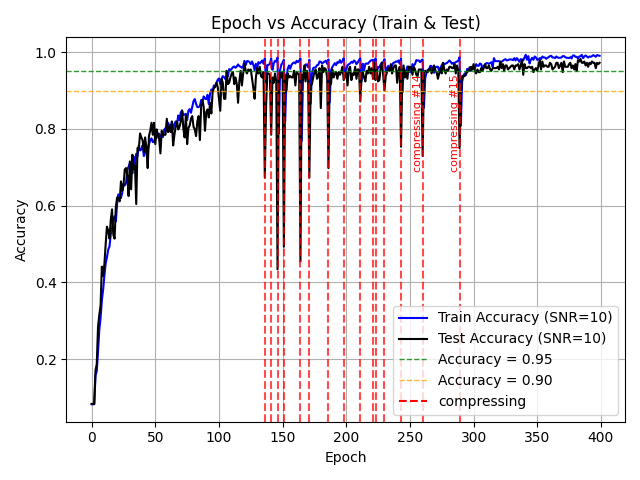 Epoch vs Accuracy (Train & Test)
Accuracy
1.0
0.8
0.6
0.4
0.2
compressing #14
compressing #15
Train Accuracy (SNR=10)
Test Accuracy (SNR=10)
Accuracy = 0.95
Accuracy = 0.90
compressing
0 50 100 150 200 250 300 350 400
Epoch